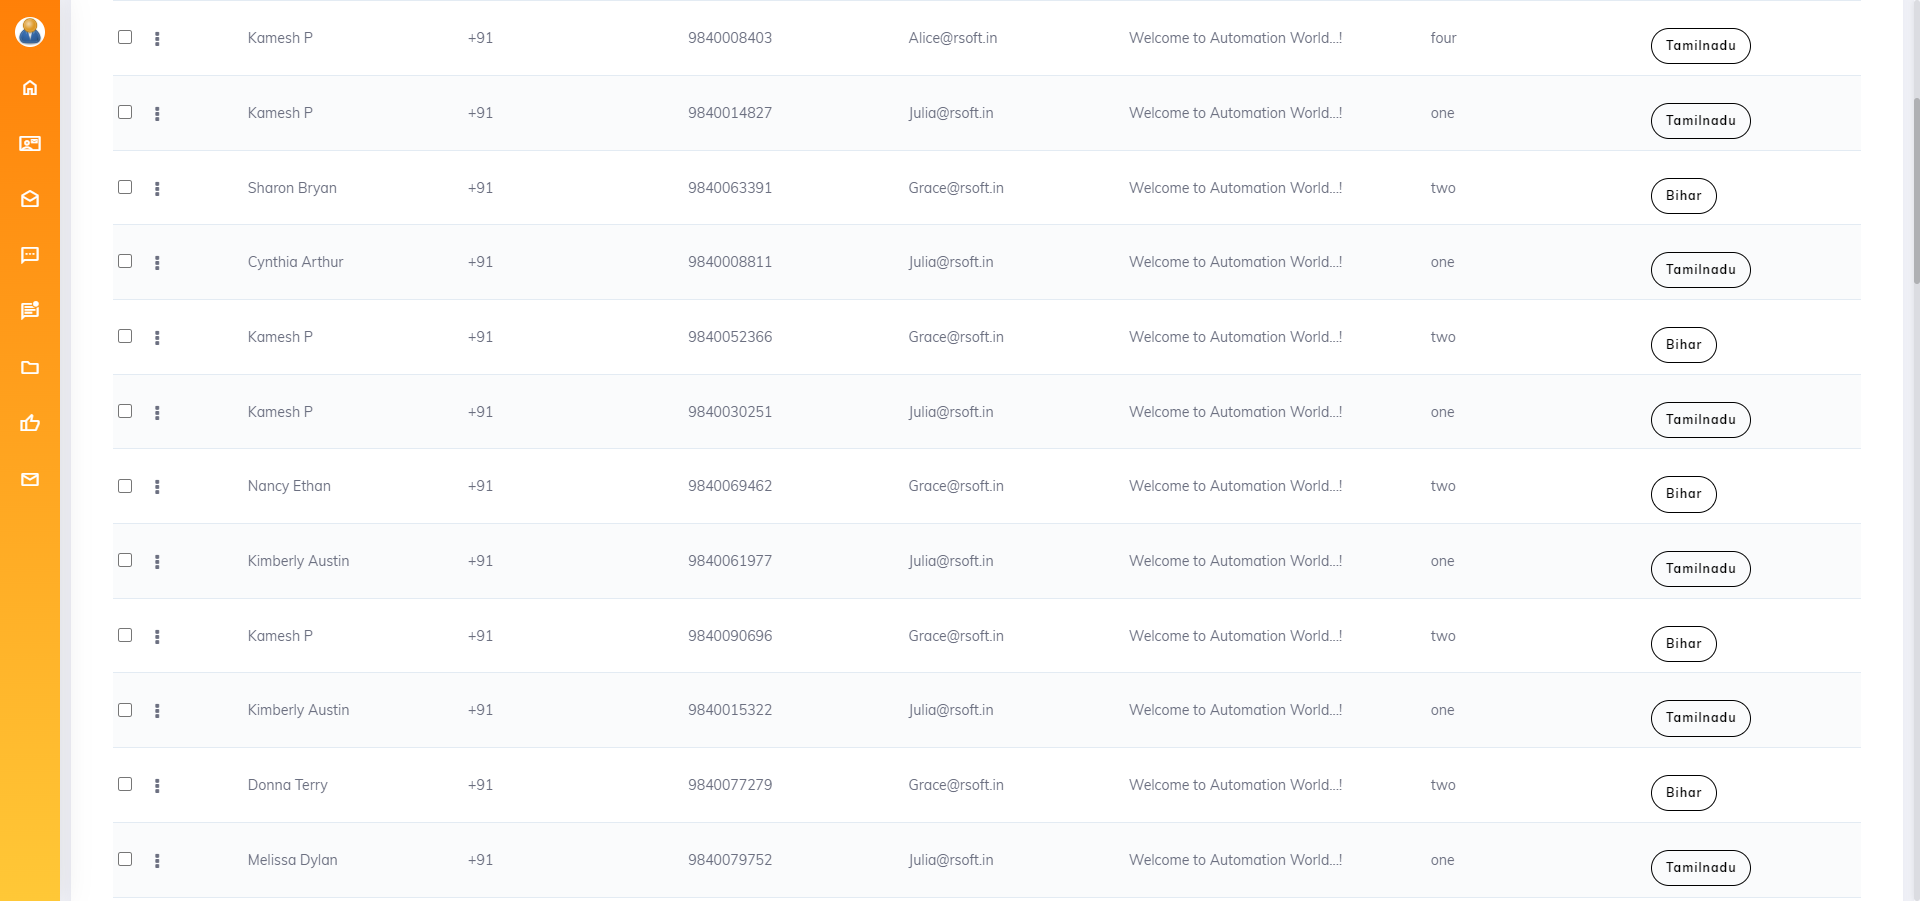 Kamesh P +91 9840008403 Alice@rsoft.in Welcome to Automation World...! four Tamilnadu
Kamesh P +91 9840014827 Julia@rsoft.in Welcome to Automation World...! one Tamilnadu
Sharon Bryan +91 9840063391 Grace@rsoft.in Welcome to Automation World...! two Bihar
Cynthia Arthur +91 9840008811 Julia@rsoft.in Welcome to Automation World...! one Tamilnadu
Kamesh P +91 9840052366 Grace@rsoft.in Welcome to Automation World...! two Bihar
Kamesh P +91 9840030251 Julia@rsoft.in Welcome to Automation World...! one Tamilnadu
Nancy Ethan +91 9840069462 Grace@rsoft.in Welcome to Automation World...! two Bihar
Kimberly Austin +91 9840061977 Julia@rsoft.in Welcome to Automation World...! one Tamilnadu
Kamesh P +91 9840090696 Grace@rsoft.in Welcome to Automation World...! two Bihar
Kimberly Austin +91 9840015322 Julia@rsoft.in Welcome to Automation World...! one Tamilnadu
Donna Terry +91 9840077279 Grace@rsoft.in Welcome to Automation World...! two Bihar
Melissa Dylan +91 9840079752 Julia@rsoft.in Welcome to Automation World...! one Tamilnadu